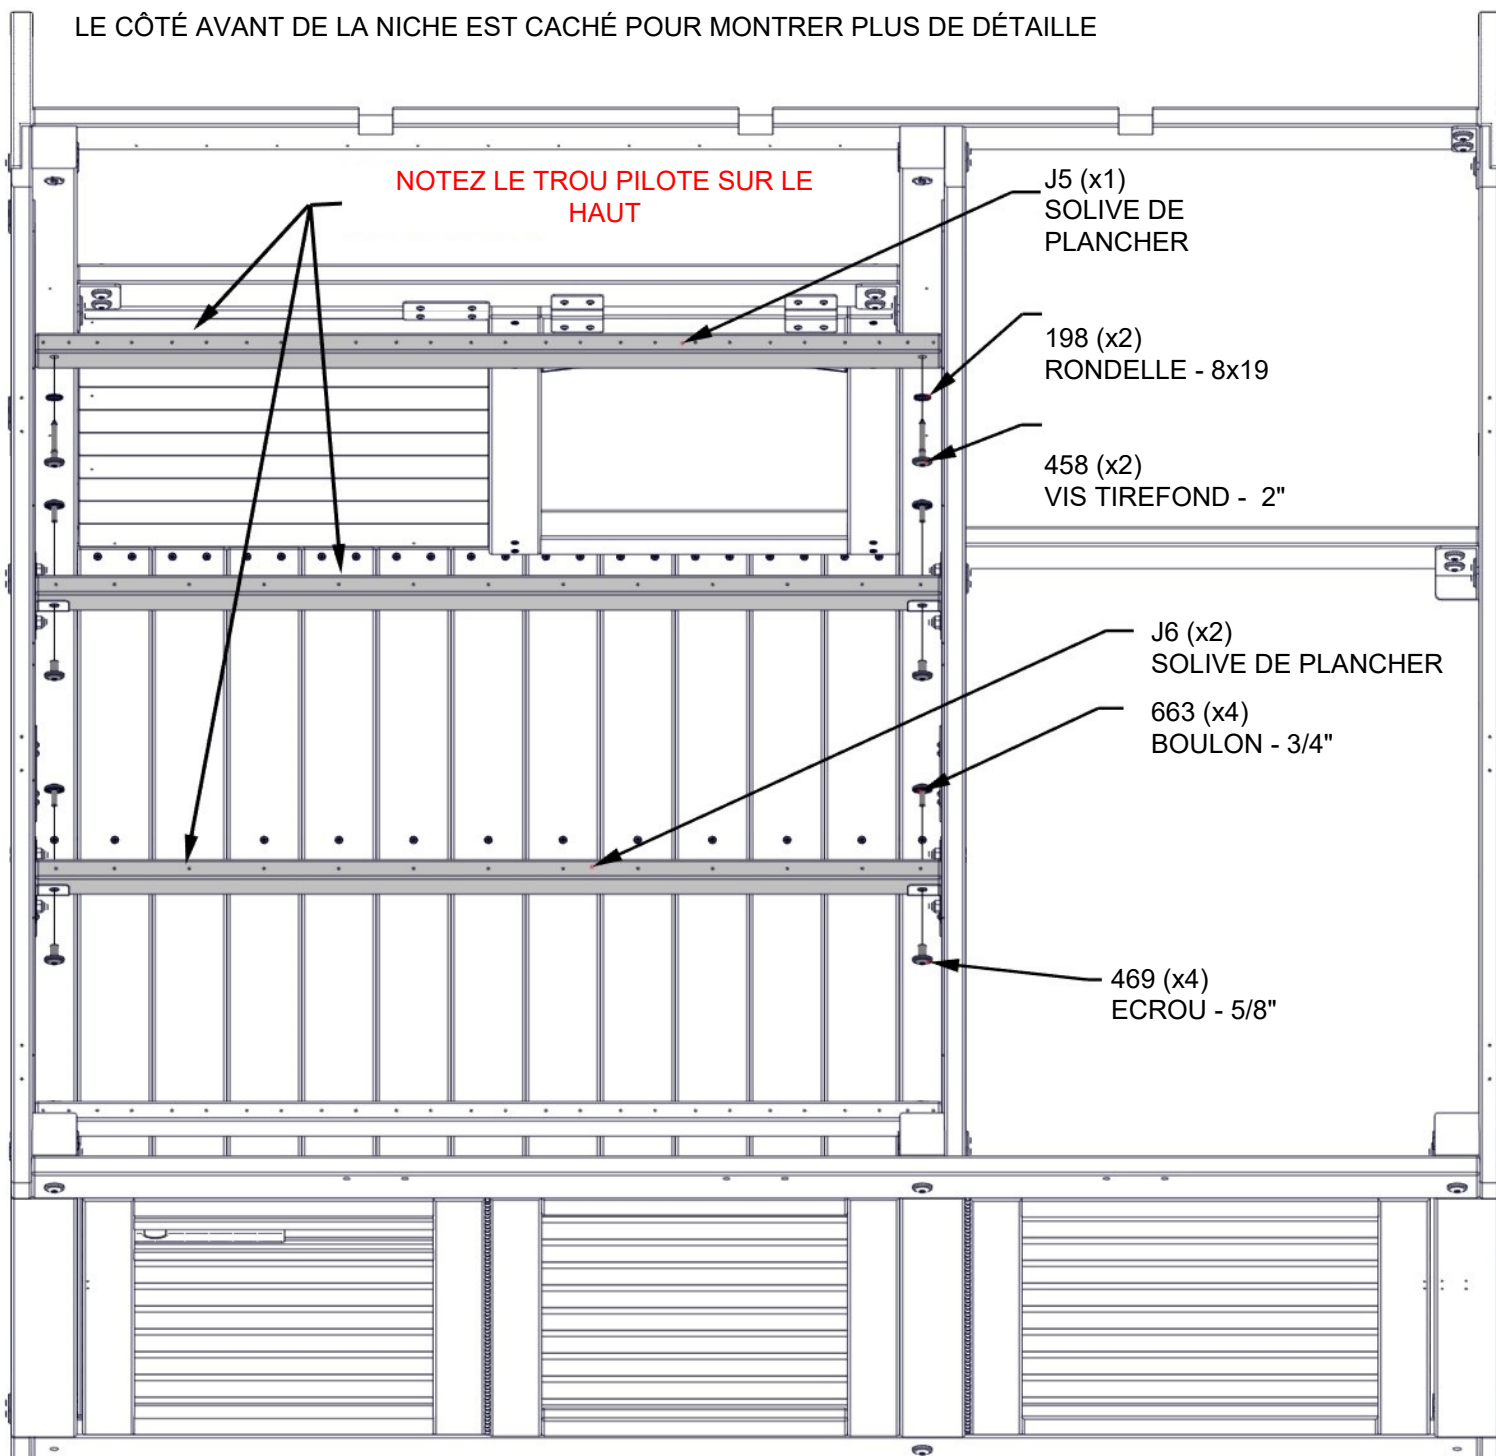 LE CÔTÉ AVANT DE LA NICHE EST CACHÉ POUR MONTRER PLUS DE DÉTAILLE
NOTEZ LE TROU PILOTE SUR LE
HAUT
J5 (x1)
SOLIVE DE
PLANCHER
198 (x2)
RONDELLE - 8x19
458 (x2)
VIS TIREFOND - 2"
J6 (x2)
SOLIVE DE PLANCHER
663 (x4)
BOULON - 3/4"
469 (x4)
ECROU - 5/8"